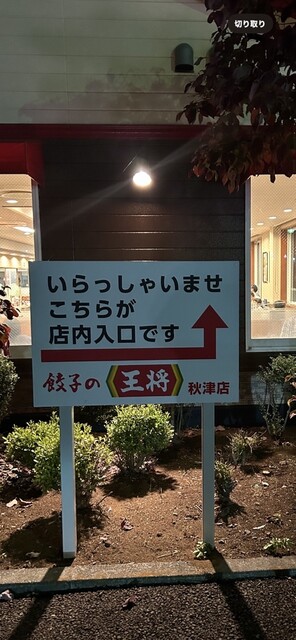 切り取り
いらっしゃいませ
こちらが
店内入口です
餃子の王将 秋津店